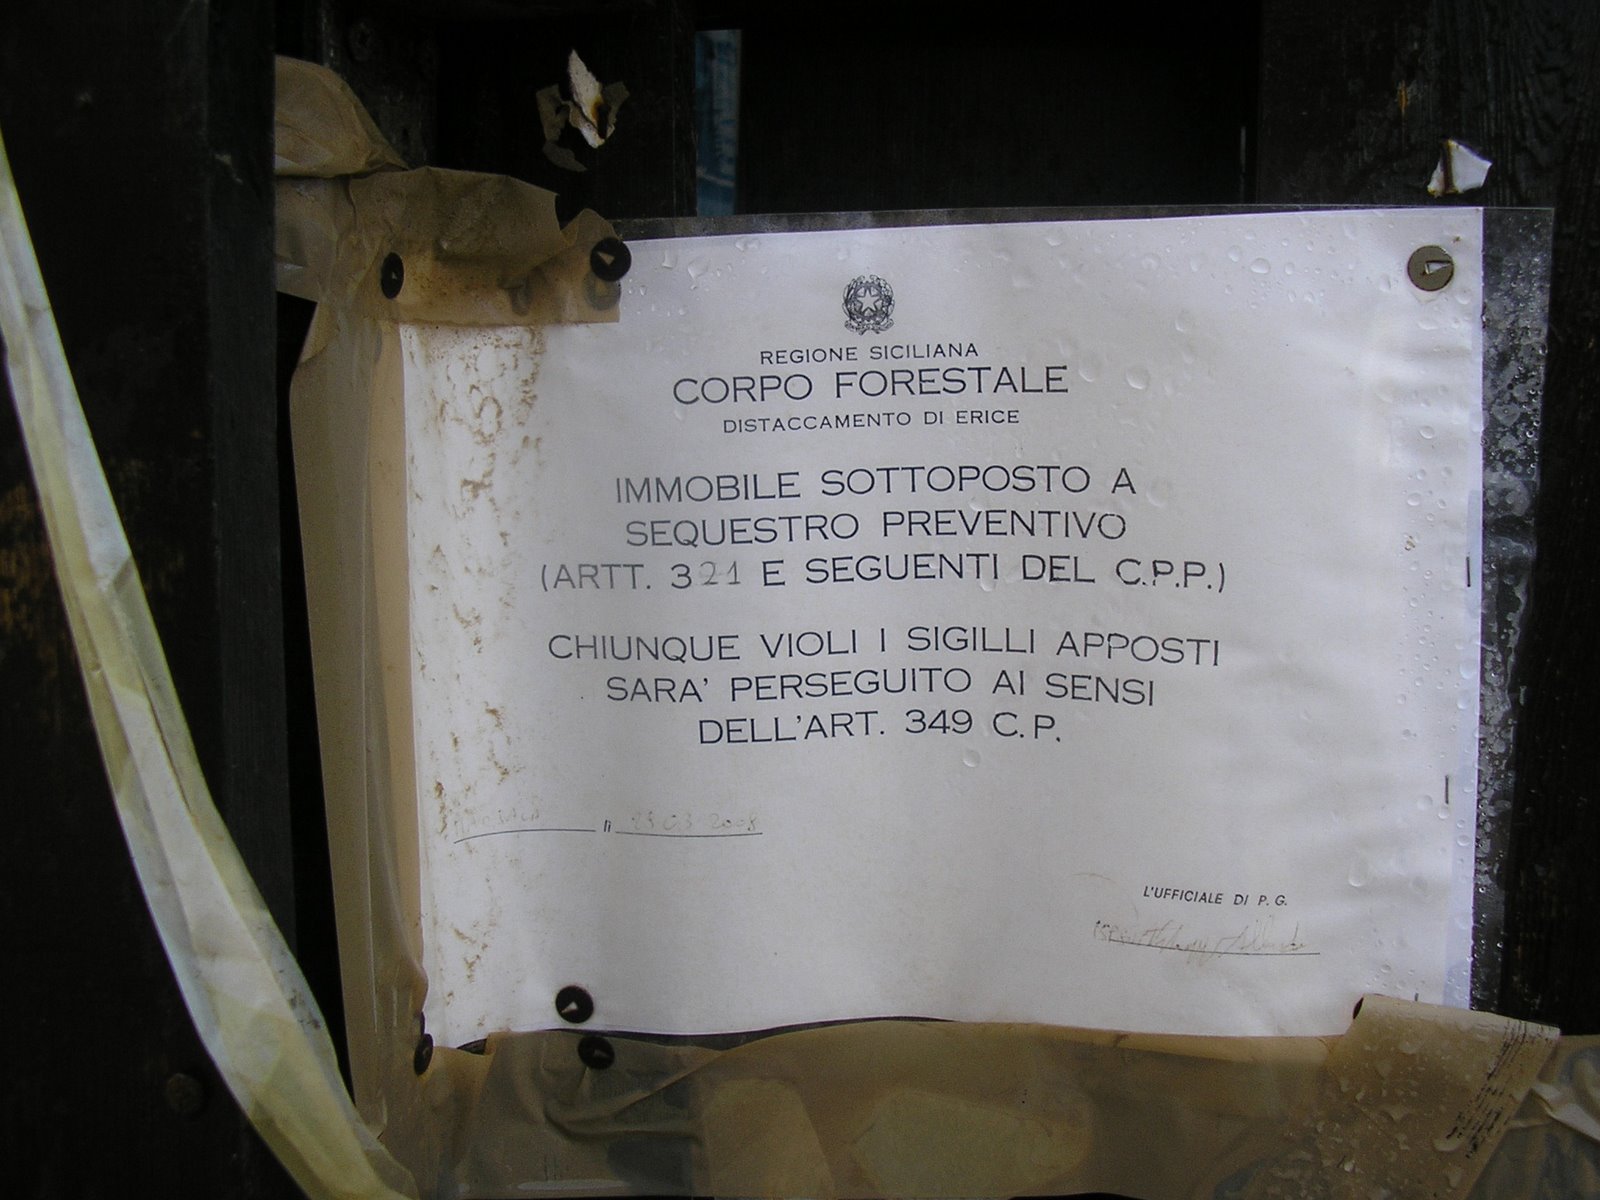 REGIONE SICILIANA
CORPO FORESTALE
DISTACCAMENTO DI ERICE
IMMOBILE SOTTOPOSTO A
SEQUESTRO PREVENTIVO
(ARTT. 321 E SEGUENTI DEL C.P.P.)
CHIUNQUE VIOLI I SIGILLI APPOSTI
SARA' PERSEGUITO AI SENSI
DELL'ART. 349 C.P.
lì
L'UFFICIALE DI P.G.